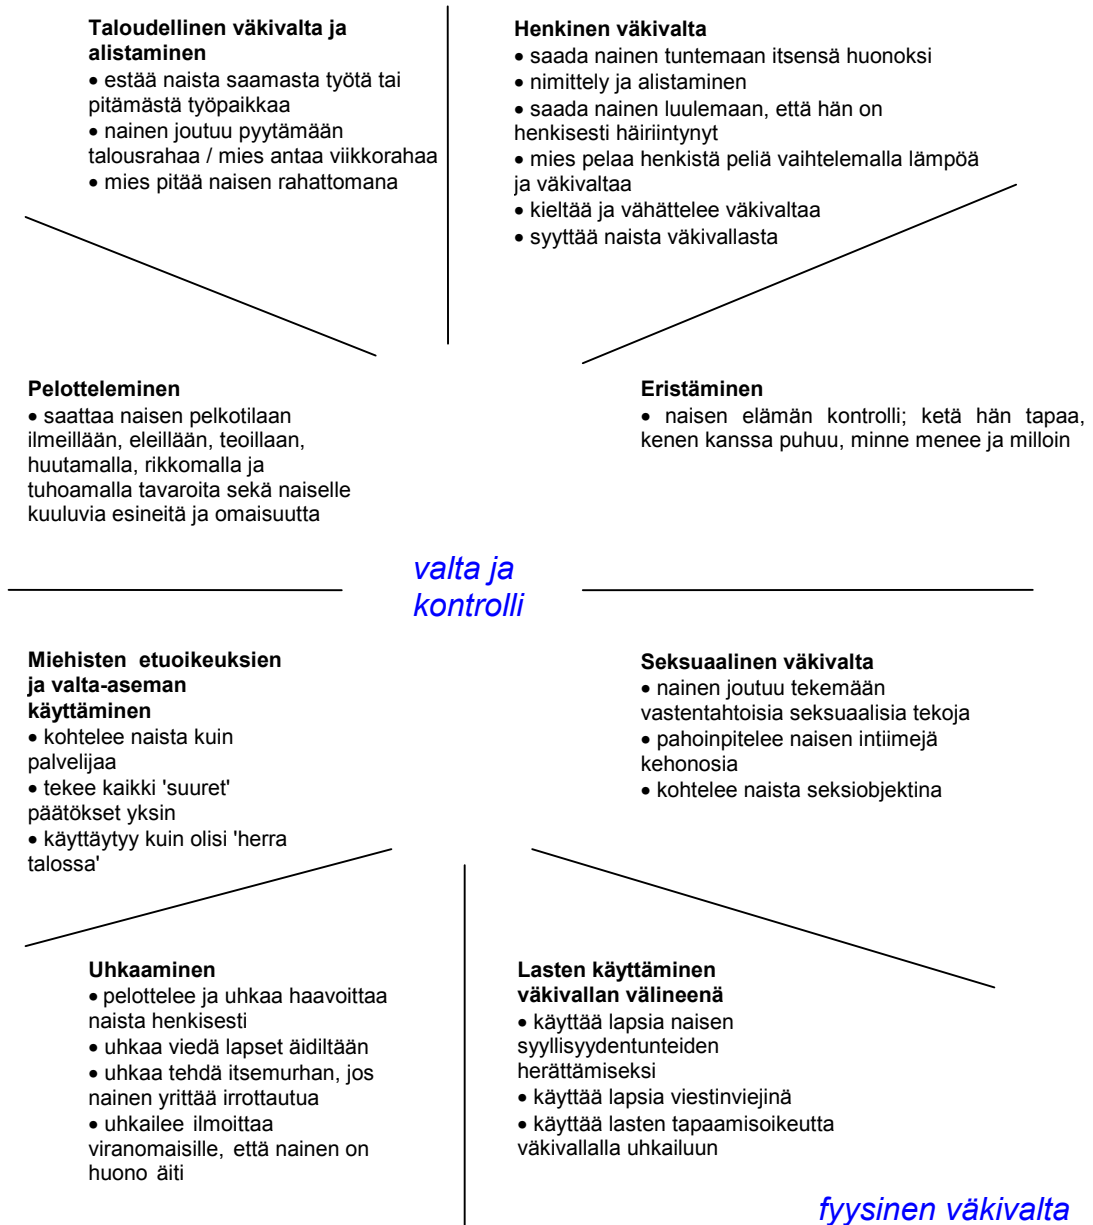 Taloudellinen väkivalta ja
alistaminen
• estää naista saamasta työtä tai
pitämästä työpaikkaa
• nainen joutuu pyytämään
talousrahaa / mies antaa viikkorahaa
• mies pitää naisen rahattomana
Henkinen väkivalta
• saada nainen tuntemaan itsensä huonoksi
• nimittely ja alistaminen
• saada nainen luulemaan, että hän on
henkisesti häiriintynyt
• mies pelaa henkistä peliä vaihtelemalla lämpöä
ja väkivaltaa
• kieltää ja vähättelee väkivaltaa
• syyttää naista väkivallasta
Pelotteleminen
• saattaa naisen pelkotilaan
ilmeillään, eleillään, teoillaan,
huutamalla, rikkomalla ja
tuhoamalla tavaroita sekä naiselle
kuuluvia esineitä ja omaisuutta
Eristäminen
• naisen elämän kontrolli; ketä hän tapaa,
kenen kanssa puhuu, minne menee ja milloin
valta ja
kontrolli
Miehisten etuoikeuksien
ja valta-aseman
käyttäminen
• kohtelee naista kuin
palvelijaa
• tekee kaikki 'suuret'
päätökset yksin
• käyttäytyy kuin olisi 'herra
talossa'
Seksuaalinen väkivalta
• nainen joutuu tekemään
vastentahtoisia seksuaalisia tekoja
• pahoinpitelee naisen intiimejä
kehonosia
• kohtelee naista seksiobjektina
Uhkaaminen
• pelottelee ja uhkaa haavoittaa
naista henkisesti
• uhkaa viedä lapset äidiltään
• uhkaa tehdä itsemurhan, jos
nainen yrittää irrottautua
• uhkailee ilmoittaa
viranomaisille, että nainen on
huono äiti
Lasten käyttäminen
väkivallan välineenä
• käyttää lapsia naisen
syyllisyydentunteiden
herättämiseksi
• käyttää lapsia viestinviejinä
• käyttää lasten tapaamisoikeutta
väkivallalla uhkailuun
fyysinen väkivalta